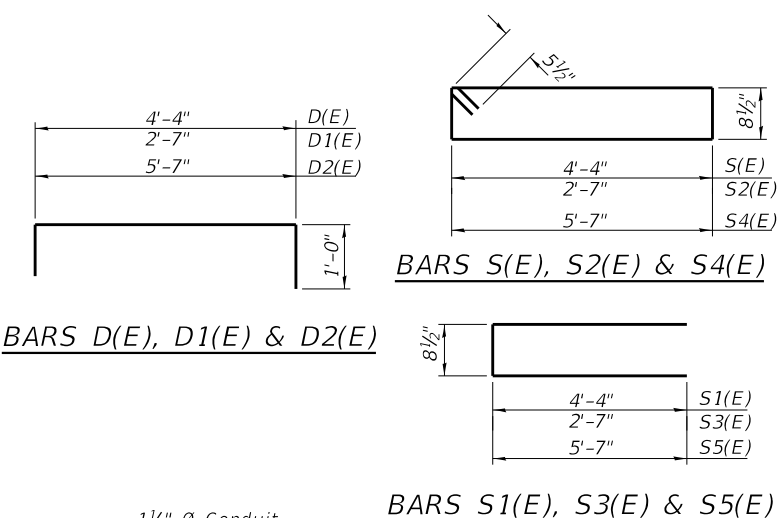 4'-4" D(E)
2'-7" D1(E)
5'-7" D2(E)
1'-0"
BARS D(E), D1(E) & D2(E)
5½"
8½"
4'-4" S(E)
2'-7" S2(E)
5'-7" S4(E)
BARS S(E), S2(E) & S4(E)
8½"
4'-4" S1(E)
2'-7" S3(E)
5'-7" S5(E)
BARS S1(E), S3(E) & S5(E)
Ø Conduit